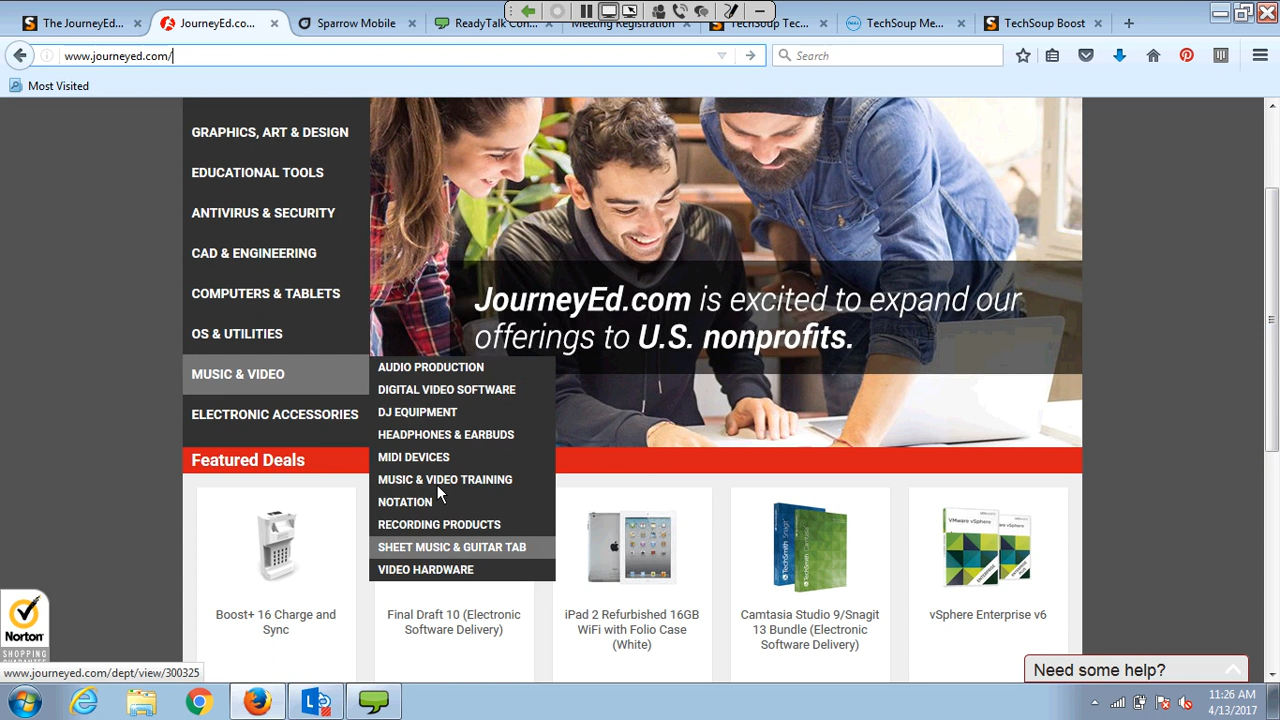 The JourneyEd...
JourneyEd.co...
Sparrow Mobile
ReadyTalk Con
Meeting Registration
TechSoup Tec...
TechSoup Me...
TechSoup Boost
www.journeyed.com/
Search
Most Visited
GRAPHICS, ART & DESIGN
EDUCATIONAL TOOLS
ANTIVIRUS & SECURITY
CAD & ENGINEERING
COMPUTERS & TABLETS
OS & UTILITIES
MUSIC & VIDEO
ELECTRONIC ACCESSORIES
JourneyEd.com is excited to expand our
offerings to U.S. nonprofits.
AUDIO PRODUCTION
DIGITAL VIDEO SOFTWARE
DJ EQUIPMENT
HEADPHONES & EARBUDS
MIDI DEVICES
MUSIC & VIDEO TRAINING
NOTATION
RECORDING PRODUCTS
SHEET MUSIC & GUITAR TAB
VIDEO HARDWARE
Featured Deals
Boost+ 16 Charge and
Sync
Final Draft 10 (Electronic
Software Delivery)
iPad 2 Refurbished 16GB
WiFi with Folio Case
(White)
Camtasia Studio 9/Snagit
13 Bundle (Electronic
Software Delivery)
vSphere Enterprise v6
Norton
SHOPPING
www.journeyed.com/dept/view/300325
Need some help?
11:26 AM
4/13/2017